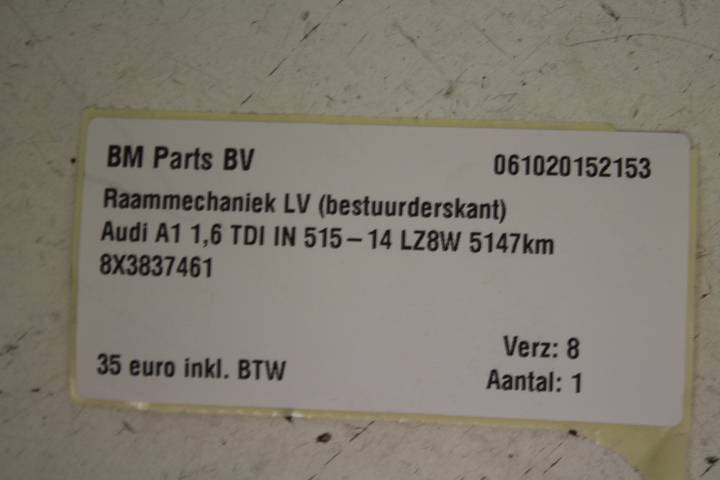 BM Parts BV 061020152153
Raammechaniek LV (bestuurderskant)
Audi A1 1,6 TDI IN 515-14 LZ8W 5147km
8X3837461
Verz: 8
35 euro inkl. BTW Aantal: 1